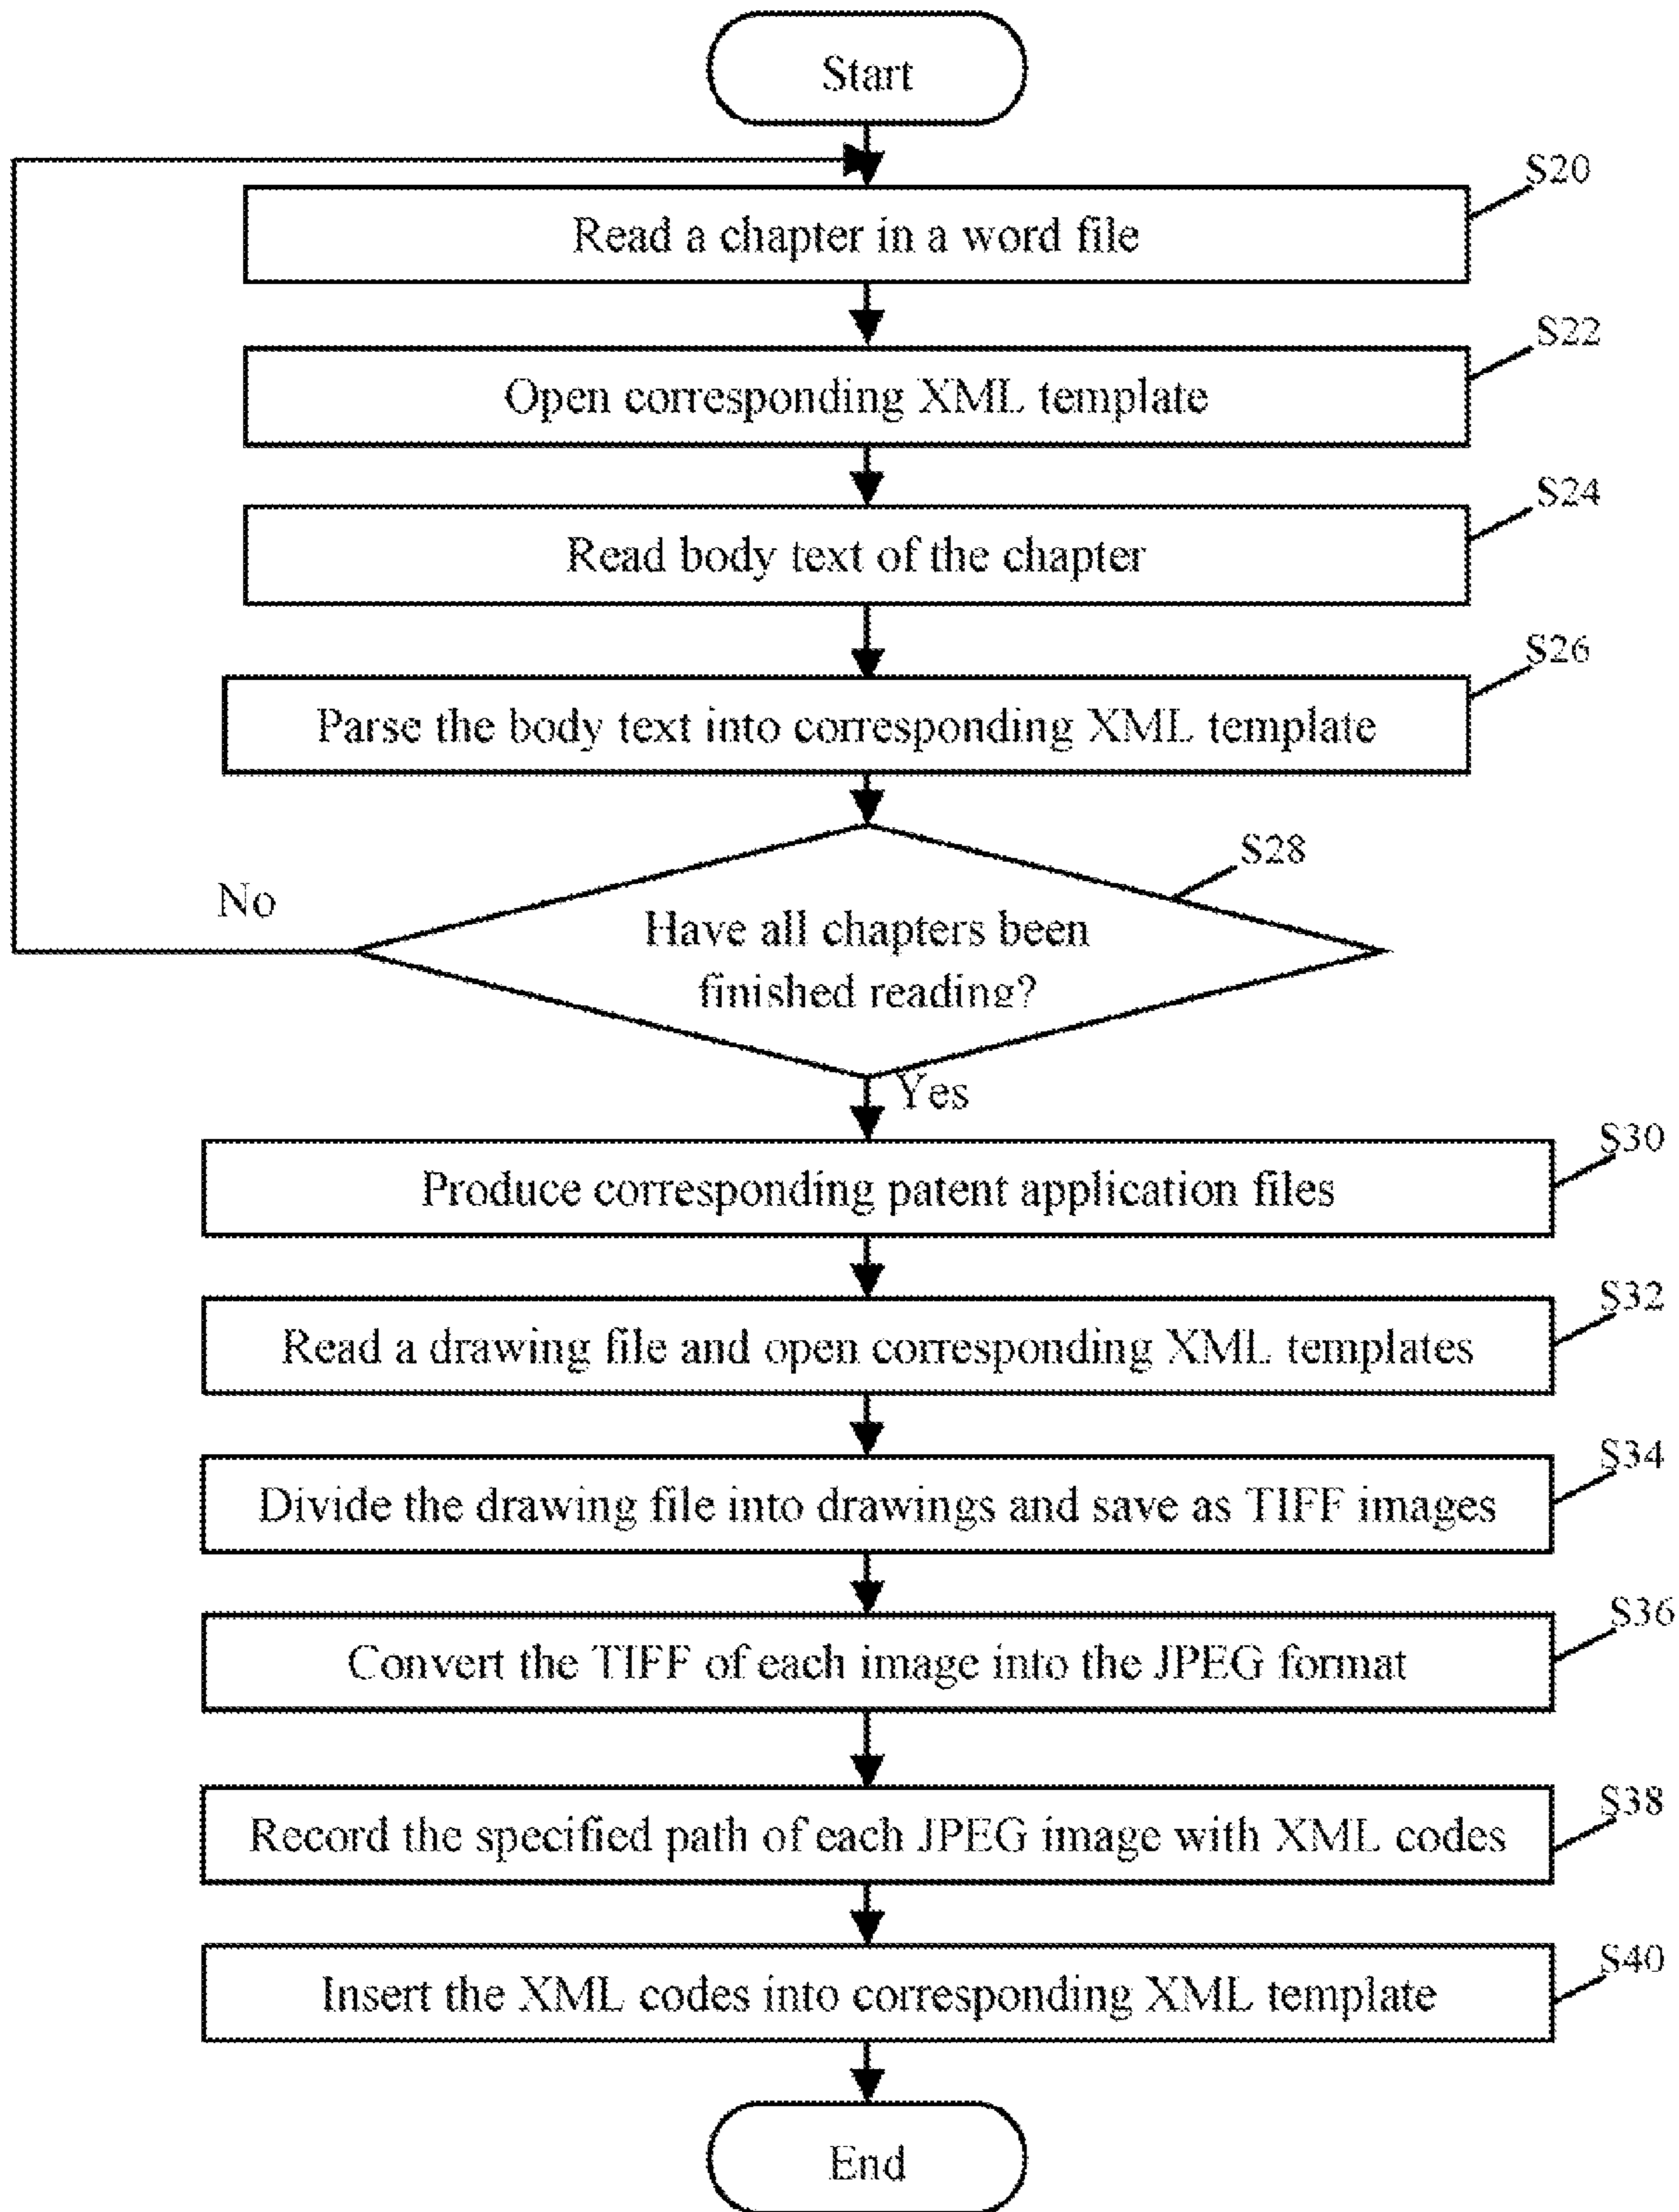 Start
S20
Read a chapter in a word file
S22
Open corresponding XML template
S24
Read body text of the chapter
S26
Parse the body text into corresponding XML template
S28
No
Have all chapters been
finished reading?
Yes
S30
Produce corresponding patent application files
S32
Read a drawing file and open corresponding XML templates
S34
Divide the drawing file into drawings and save as TIFF images
S36
Convert the TIFF of each image into the JPEG format
S38
Record the specified path of each JPEG image with XML codes
S40
Insert the XML codes into corresponding XML template
End